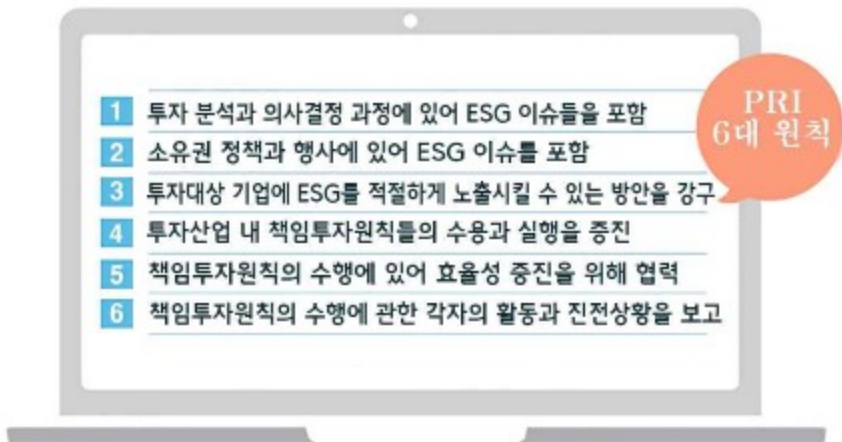 PRI
6대 원칙
1 투자 분석과 의사결정 과정에 있어 ESG 이슈들을 포함
2 소유권 정책과 행사에 있어 ESG 이슈를 포함
3 투자대상 기업에 ESG를 적절하게 노출시킬 수 있는 방안을 강구
4 투자산업 내 책임투자원칙들의 수용과 실행을 증진
5 책임투자원칙의 수행에 있어 효율성 증진을 위해 협력
6 책임투자원칙의 수행에 관한 각자의 활동과 진전상황을 보고